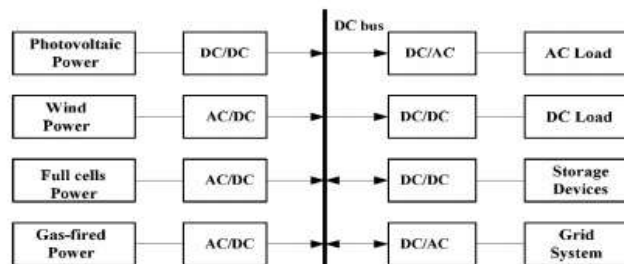 DC bus
Photovoltaic
Power
DC/DC
DC/AC
AC Load
Wind
Power
AC/DC
DC/DC
DC Load
Full cells
Power
AC/DC
DC/DC
Storage
Devices
Gas-fired
Power
AC/DC
DC/AC
Grid
System